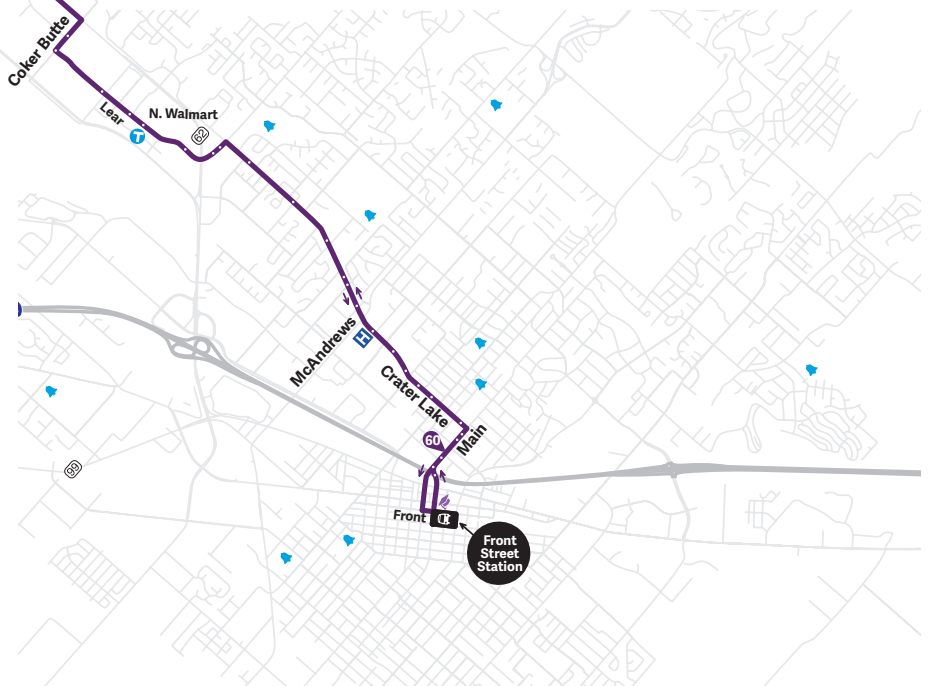 Coker Butte
Lear
N. Walmart
62
T
McAndrews
H
Crater Lake
60
Main
99
Front
Front
Street
Station